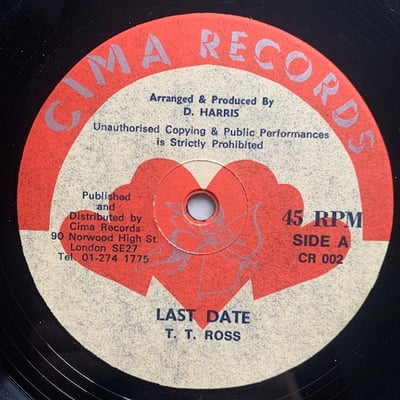 CIMA RECORDS
Arranged & Produced By
D. HARRIS
Unauthorised Copying & Public Performances
is Strictly Prohibited
Published
and
Distributed by
Cima Records
90 Norwood High St.
London SE27
Tel. 01-274 1775
45 RPM
SIDE A
CR 002
LAST DATE
T. T. ROSS